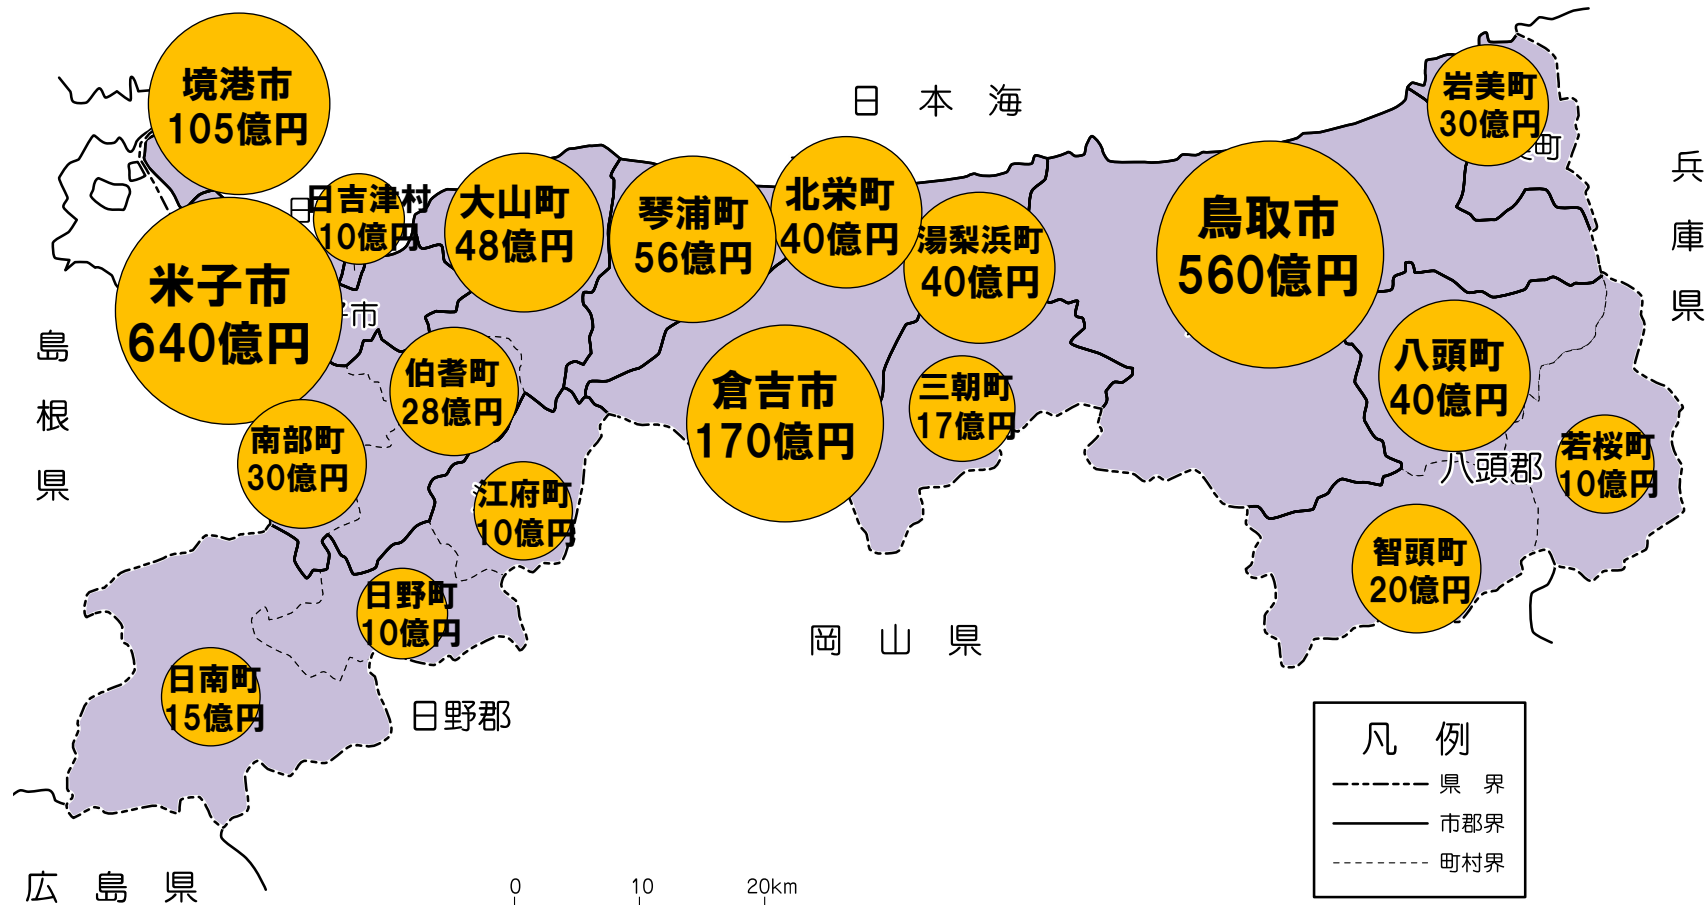 境港市
105億円
日本海
岩美町
30億円
町
兵庫県
日吉津村
10億円
日
大山町
48億円
琴浦町
56億円
北栄町
40億円
湯梨浜町
40億円
鳥取市
560億円
米子市
640億円
市
島根県
伯耆町
28億円
倉吉市
170億円
三朝町
17億円
八頭町
40億円
八頭郡
若桜町
10億円
南部町
30億円
江府町
10億円
智頭町
20億円
日野町
10億円
岡山県
日南町
15億円
日野郡
凡例
県界
市郡界
町村界
広島県
0 10 20km